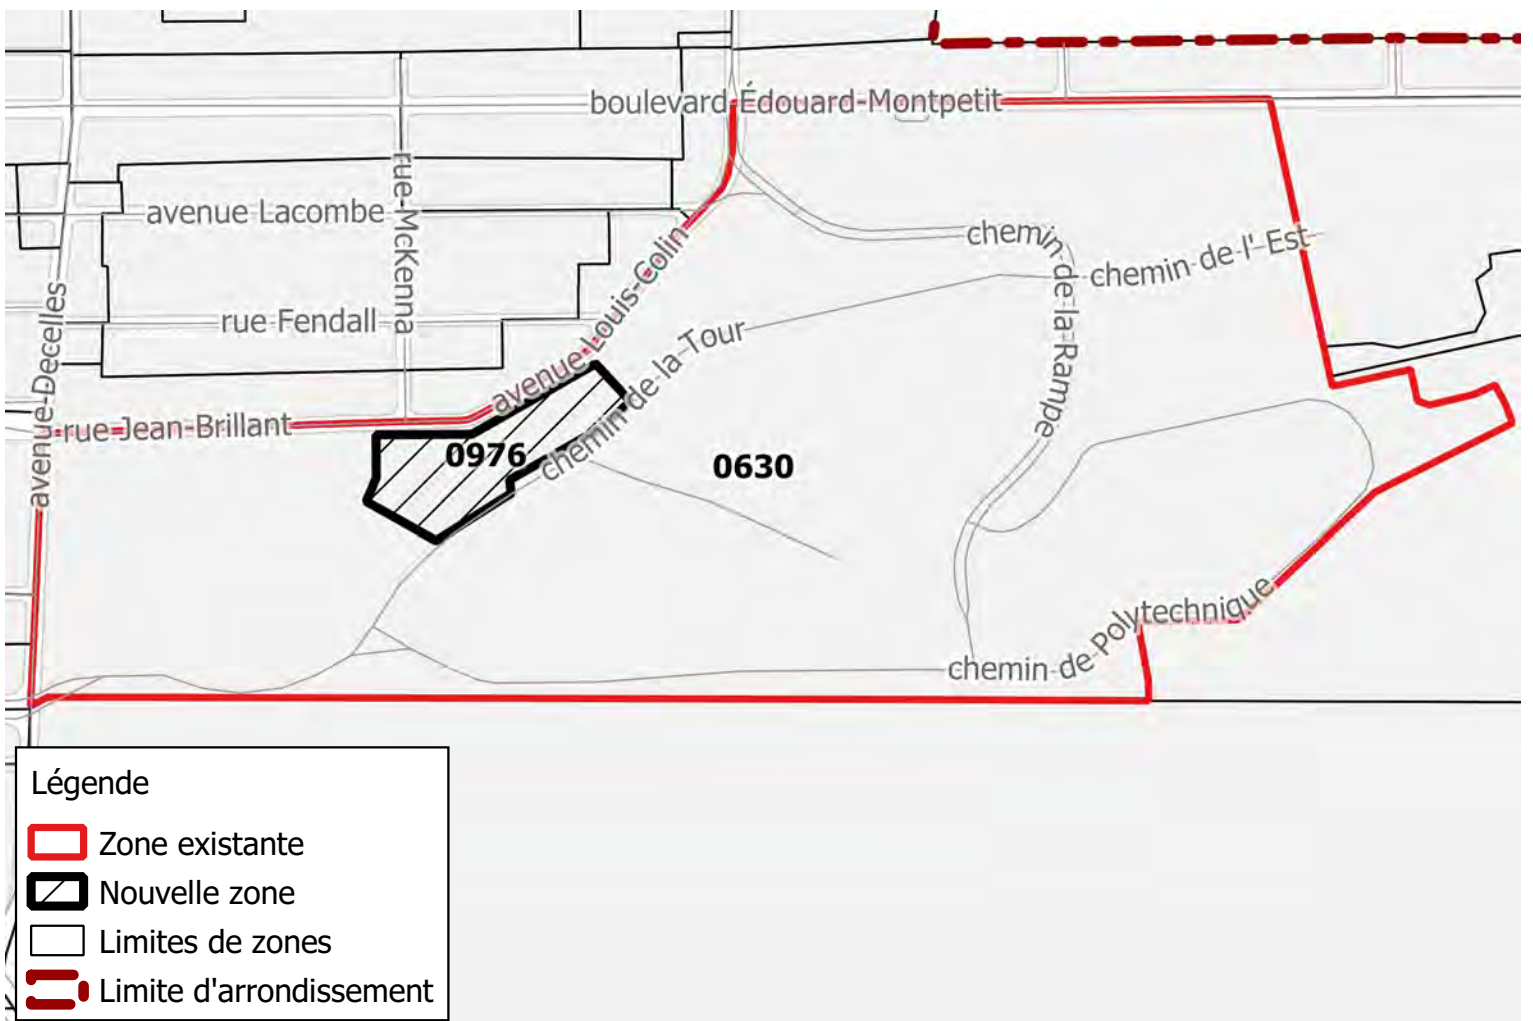 boulevard Édouard-Montpetit
rue McKenna
avenue Lacombe
avenue Louis-Colin
chemin de la Rampe
chemin de l'Est
avenue Decelles
rue Fendall
chemin de la Tour
rue Jean-Brillant
0976
0630
chemin de Polytechnique
Légende
Zone existante
Nouvelle zone
Limites de zones
Limite d'arrondissement